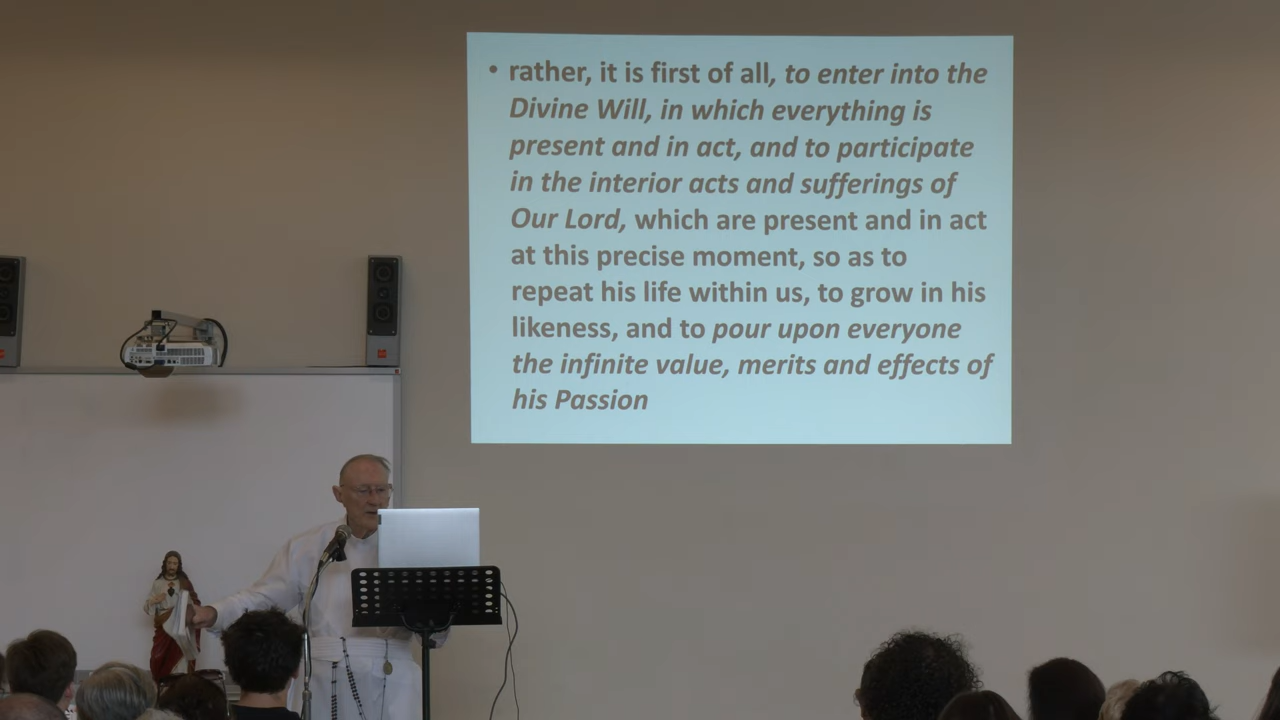 • rather, it is first of all, to enter into the
Divine Will, in which everything is
present and in act, and to participate
in the interior acts and sufferings of
Our Lord, which are present and in act
at this precise moment, so as to
repeat his life within us, to grow in his
likeness, and to pour upon everyone
the infinite value, merits and effects of
his Passion